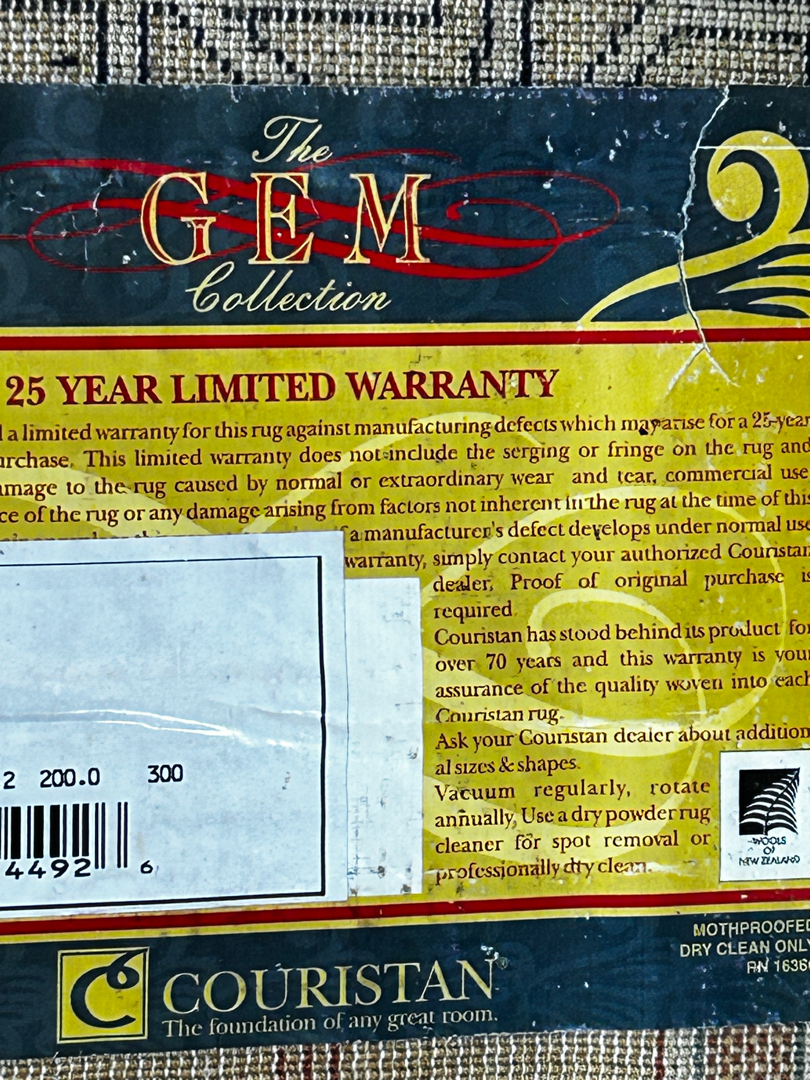 The
GEM
Collection
25 YEAR LIMITED WARRANTY
a limited warranty for this rug against manufacturing defects which may arise for a 25-year
This limited warranty does not include the serging or fringe on the rug and
to the rug caused by normal or extraordinary wear and tear, commercial use
of the rug or any damage arising from factors not inherent in the rug at the time of this
a manufacturer's defect develops under normal use
warranty, simply contact your authorized Couristan
dealer, Proof of original purchase is
required
Couristan has stood behind its product for
over 70 years and this warranty is your
assurance of the quality woven into each
Couristan rug.
Ask your Couristan dealer about addition
al sizes & shapes.
Vacuum regularly, rotate
annually, Use a dry powder rug
cleaner for spot removal or
professionally dry clean.
2 200.0 300
4492 6
WOOLS
OF
NEW ZEALAND
MOTHPROOFED
DRY CLEAN ONLY
RN 1636
COURISTAN®
The foundation of any great room.